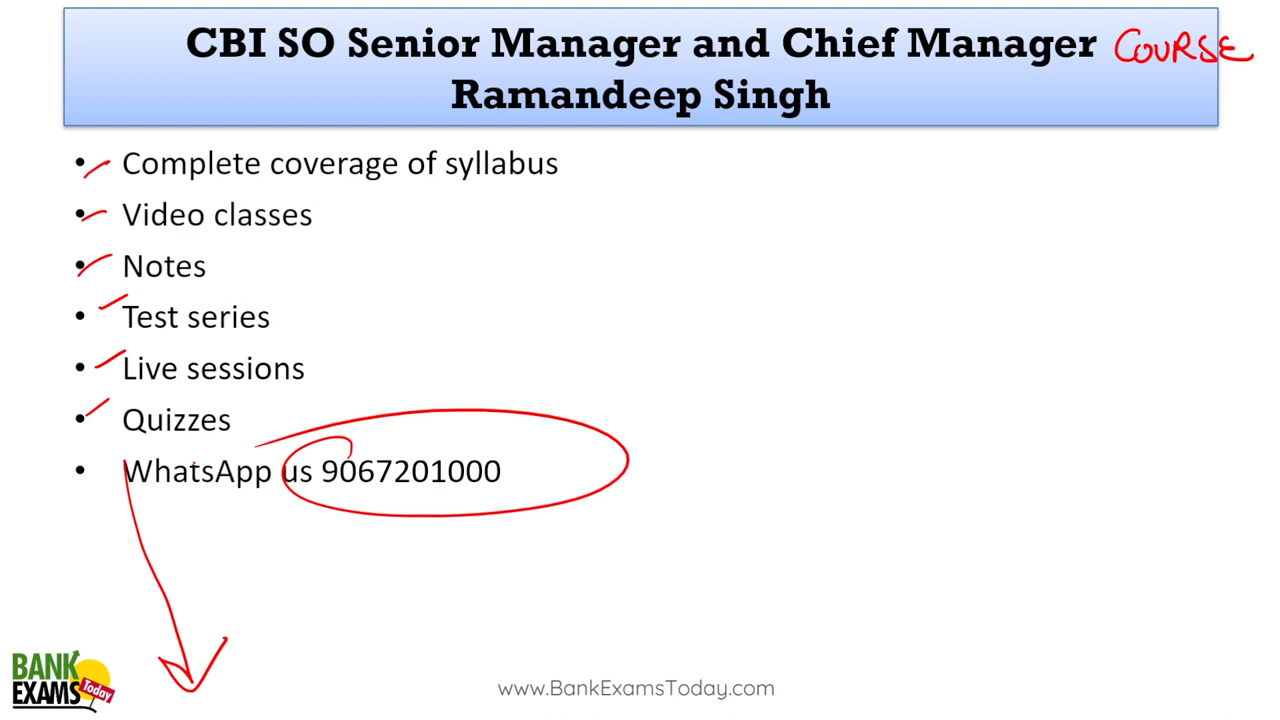 CBI SO Senior Manager and Chief Manager COURSE
Ramandeep Singh
• Complete coverage of syllabus
• Video classes
• Notes
• Test series
• Live sessions
• Quizzes
• WhatsApp us 9067201000
BANK
EXAMS Today
www.BankExamsToday.com